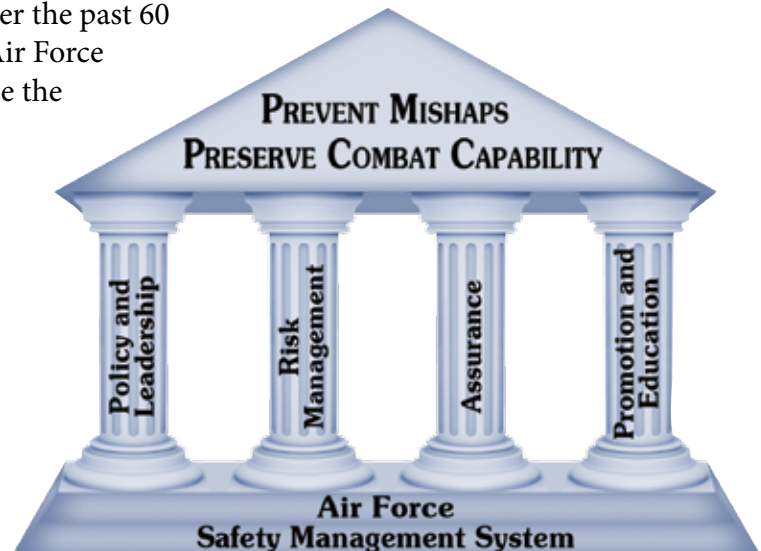 er the past 60
Air Force
e the
PREVENT MISHAPS
PRESERVE COMBAT CAPABILITY
Policy and
Leadership
Risk
Management
Assurance
Promotion and
Education
Air Force
Safety Management System